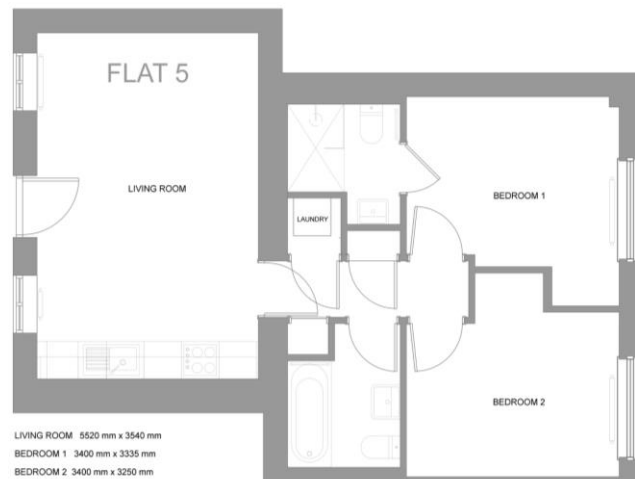 FLAT 5
LIVING ROOM
BEDROOM 1
LAUNDRY
BEDROOM 2
LIVING ROOM 5520 mm x 3540 mm
BEDROOM 1 3400 mm x 3335 mm
BEDROOM 2 3400 mm x 3250 mm